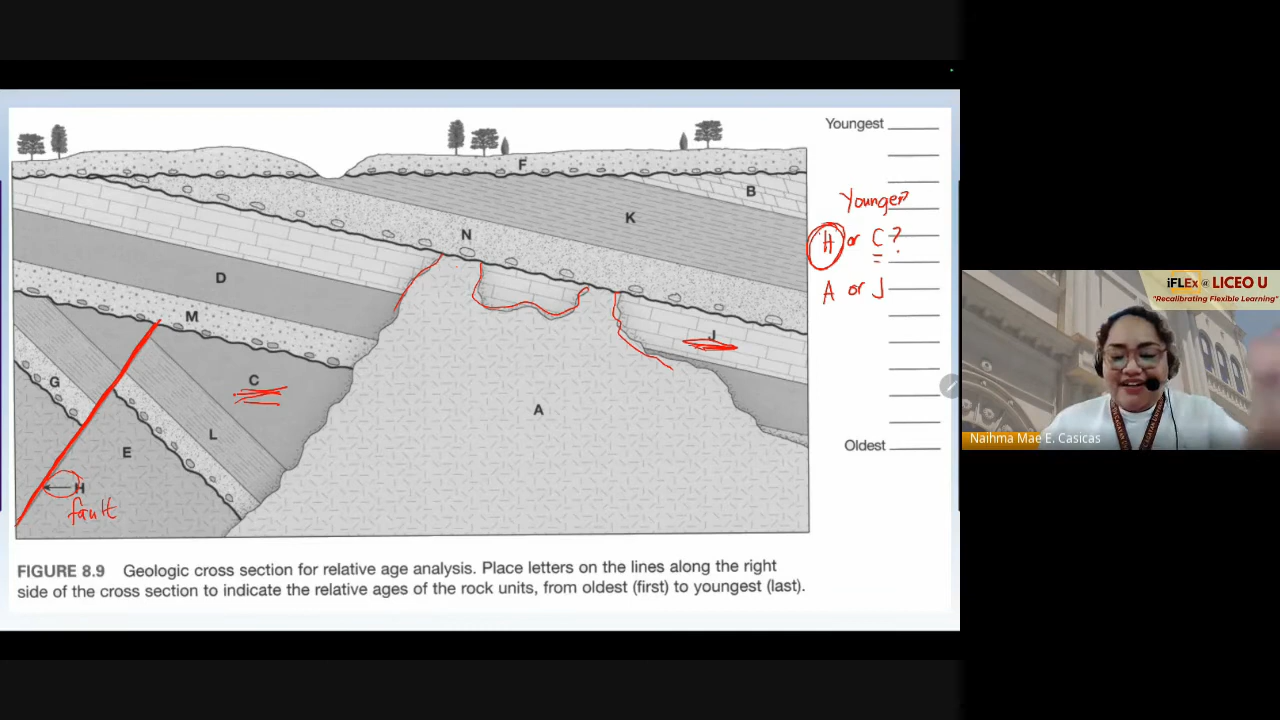 Youngest
F
B
Younger
K
N
H or C?
D
A or J
M
J
C
G
A
L
E
H
fault
Oldest
FIGURE 8.9 Geologic cross section for relative age analysis. Place letters on the lines along the right
side of the cross section to indicate the relative ages of the rock units, from oldest (first) to youngest (last).
iFLEx @ LICEO U
"Recalibrating Flexible Learning"
Naihma Mae E. Casicas